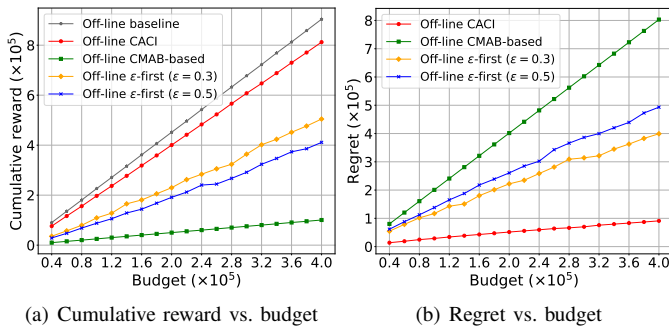 Cumulative reward (×10⁵)
8
6
4
2
0
Off-line baseline
Off-line CACI
Off-line CMAB-based
Off-line ε-first (ε = 0.3)
Off-line ε-first (ε = 0.5)
0.4 0.8 1.2 1.6 2.0 2.4 2.8 3.2 3.6 4.0
Budget (×10⁵)
(a) Cumulative reward vs. budget
Regret (×10⁵)
8
7
6
5
4
3
2
1
0
Off-line CACI
Off-line CMAB-based
Off-line ε-first (ε = 0.3)
Off-line ε-first (ε = 0.5)
0.4 0.8 1.2 1.6 2.0 2.4 2.8 3.2 3.6 4.0
Budget (×10⁵)
(b) Regret vs. budget